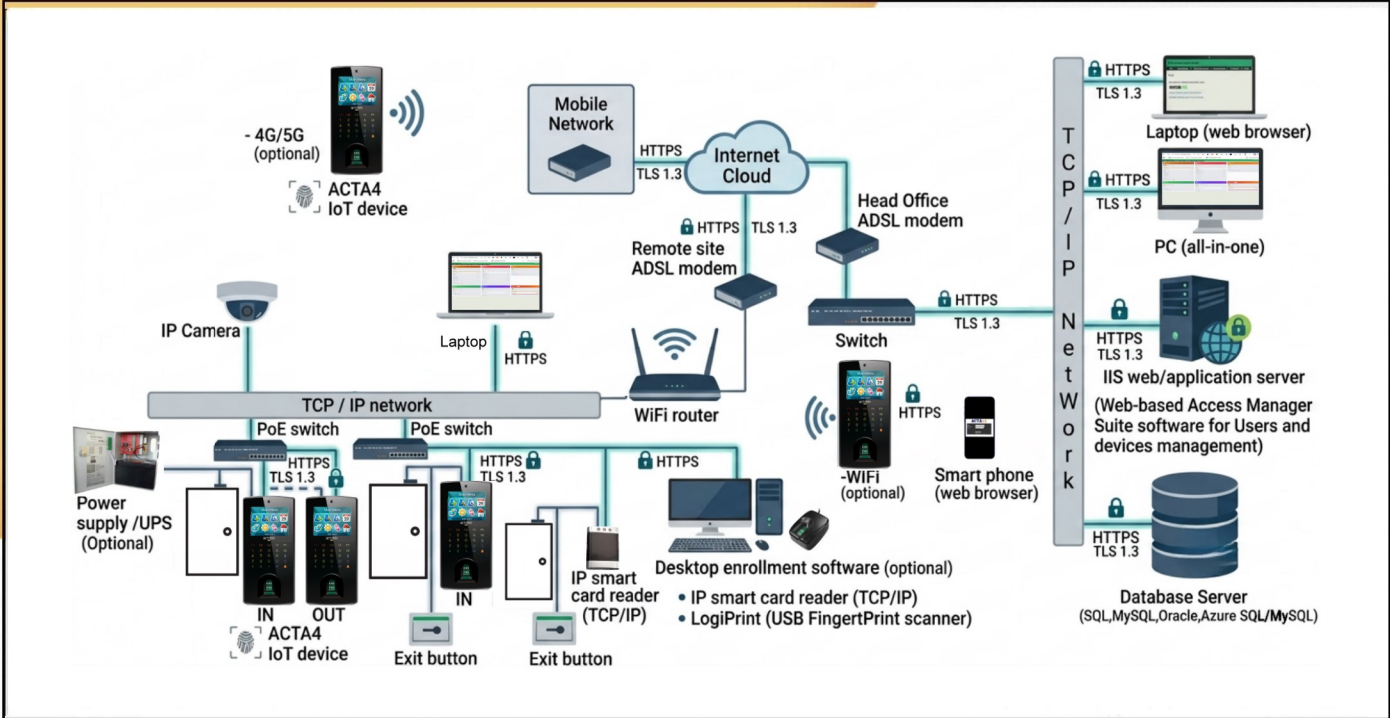 - 4G/5G
(optional)
ACTA4
IoT device
Mobile
Network
HTTPS
TLS 1.3
Internet
Cloud
HTTPS
TLS 1.3
Remote site
ADSL modem
Head Office
ADSL modem
Switch
HTTPS
TLS 1.3
IP Camera
Laptop
HTTPS
WiFi router
TCP / IP network
PoE switch
PoE switch
HTTPS
TLS 1.3
HTTPS
TLS 1.3
HTTPS
Power
supply /UPS
(Optional)
IN
OUT
ACTA4
IoT device
IN
Exit button
Exit button
IP smart
card reader
(TCP/IP)
Desktop enrollment software (optional)
• IP smart card reader (TCP/IP)
• LogiPrint (USB FingertPrint scanner)
HTTPS
-WIFi
(optional)
Smart phone
(web browser)
TCP/IP NetWork
HTTPS
TLS 1.3
Laptop (web browser)
HTTPS
TLS 1.3
PC (all-in-one)
HTTPS
TLS 1.3
IIS web/application server
(Web-based Access Manager
Suite software for Users and
devices management)
HTTPS
TLS 1.3
Database Server
(SQL,MySQL,Oracle,Azure SQL/MySQL)